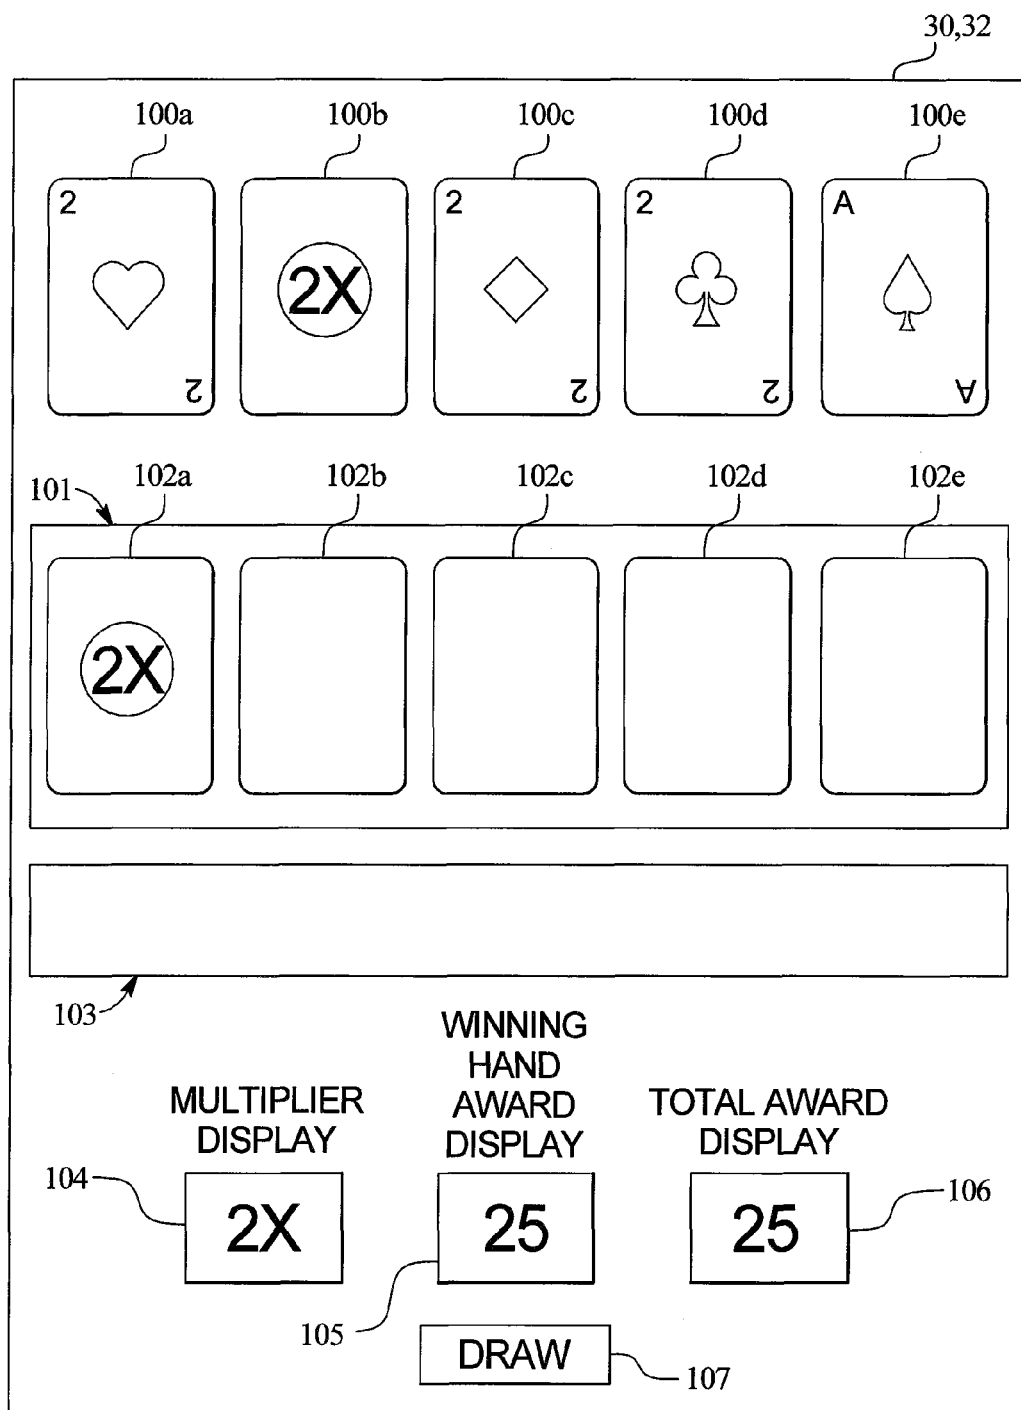 30,32
100a 100b 100c 100d 100e
2 2 2 A
2X
2 2 2 A
101 102a 102b 102c 102d 102e
2X
103
WINNING
HAND
AWARD
DISPLAY
MULTIPLIER
DISPLAY
TOTAL AWARD
DISPLAY
104 2X 25 25 106
105
DRAW
107